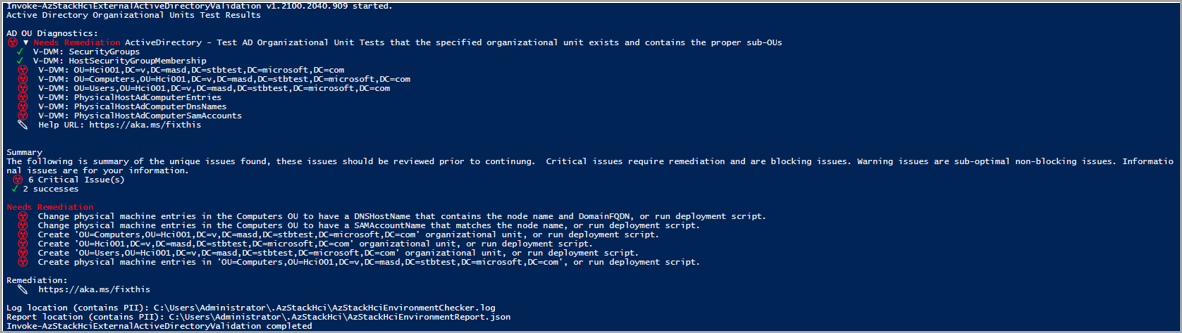 Invoke-AzStackHciExternalActiveDirectoryValidation v1.2100.2040.909 started.
Active Directory Organizational Units Test Results
AD OU Diagnostics:
▼ Needs Remediation ActiveDirectory - Test AD Organizational Unit Tests that the specified organizational unit exists and contains the proper sub-OUs
✓ V-DVM: SecurityGroups
✓ V-DVM: HostSecurityGroupMembership
V-DVM: OU=Hci001,DC=v,DC=masd,DC=stbtest,DC=microsoft,DC=com
V-DVM: OU=Computers,OU=Hci001,DC=v,DC=masd,DC=stbtest,DC=microsoft,DC=com
V-DVM: OU=Users,OU=Hci001,DC=v,DC=masd,DC=stbtest,DC=microsoft,DC=com
V-DVM: PhysicalHostAdComputerEntries
V-DVM: PhysicalHostAdComputerDnsNames
V-DVM: PhysicalHostAdComputerSamAccounts
Help URL: https://aka.ms/fixthis
Summary
The following is summary of the unique issues found, these issues should be reviewed prior to continung.  Critical issues require remediation and are blocking issues. Warning issues are sub-optimal non-blocking issues. Informatio
nal issues are for your information.
6 Critical Issue(s)
✓ 2 successes
Needs Remediation
Change physical machine entries in the Computers OU to have a DNSHostName that contains the node name and DomainFQDN, or run deployment script.
Change physical machine entries in the Computers OU to have a SAMAccountName that matches the node name, or run deployment script.
Create 'OU=Computers,OU=Hci001,DC=v,DC=masd,DC=stbtest,DC=microsoft,DC=com' organizational unit, or run deployment script.
Create 'OU=Hci001,DC=v,DC=masd,DC=stbtest,DC=microsoft,DC=com' organizational unit, or run deployment script.
Create 'OU=Users,OU=Hci001,DC=v,DC=masd,DC=stbtest,DC=microsoft,DC=com' organizational unit, or run deployment script.
Create physical machine entries in 'OU=Computers,OU=Hci001,DC=v,DC=masd,DC=stbtest,DC=microsoft,DC=com', or run deployment script.
Remediation:
https://aka.ms/fixthis
Log location (contains PII): C:\Users\Administrator\.AzStackHci\AzStackHciEnvironmentChecker.log
Report location (contains PII): C:\Users\Administrator\.AzStackHci\AzStackHciEnvironmentReport.json
Invoke-AzStackHciExternalActiveDirectoryValidation completed